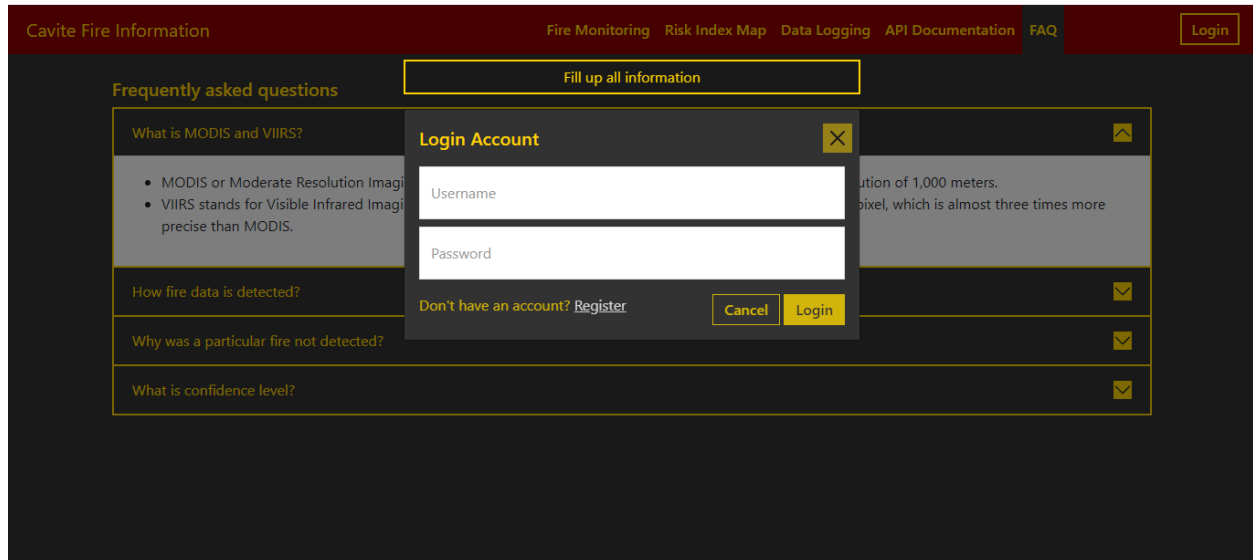 Cavite Fire Information
Fire Monitoring Risk Index Map Data Logging API Documentation FAQ Login
Fill up all information
Frequently asked questions
What is MODIS and VIIRS?
Login Account
MODIS or Moderate Resolution Imagi
ution of 1,000 meters.
Username
VIIRS stands for Visible Infrared Imagi
pixel, which is almost three times more
precise than MODIS.
Password
How fire data is detected?
Don't have an account? Register
Cancel Login
Why was a particular fire not detected?
What is confidence level?